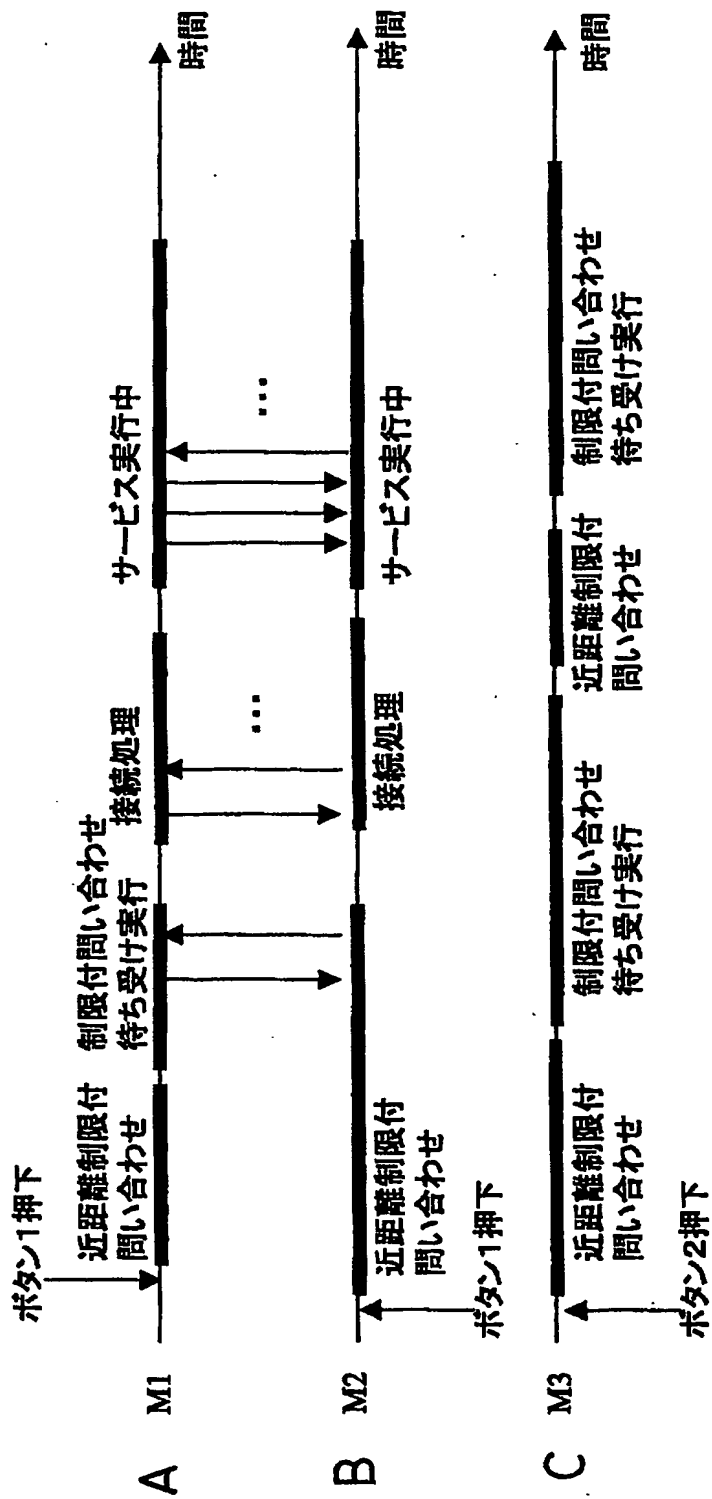 A
M1
ボタン1押下
近距離制限付
問い合わせ
制限付問い合わせ
待ち受け実行
接続処理
...
サービス実行中
...
時間
B
M2
ボタン1押下
近距離制限付
問い合わせ
接続処理
サービス実行中
時間
C
M3
ボタン2押下
近距離制限付
問い合わせ
制限付問い合わせ
待ち受け実行
近距離制限付
問い合わせ
制限付問い合わせ
待ち受け実行
時間